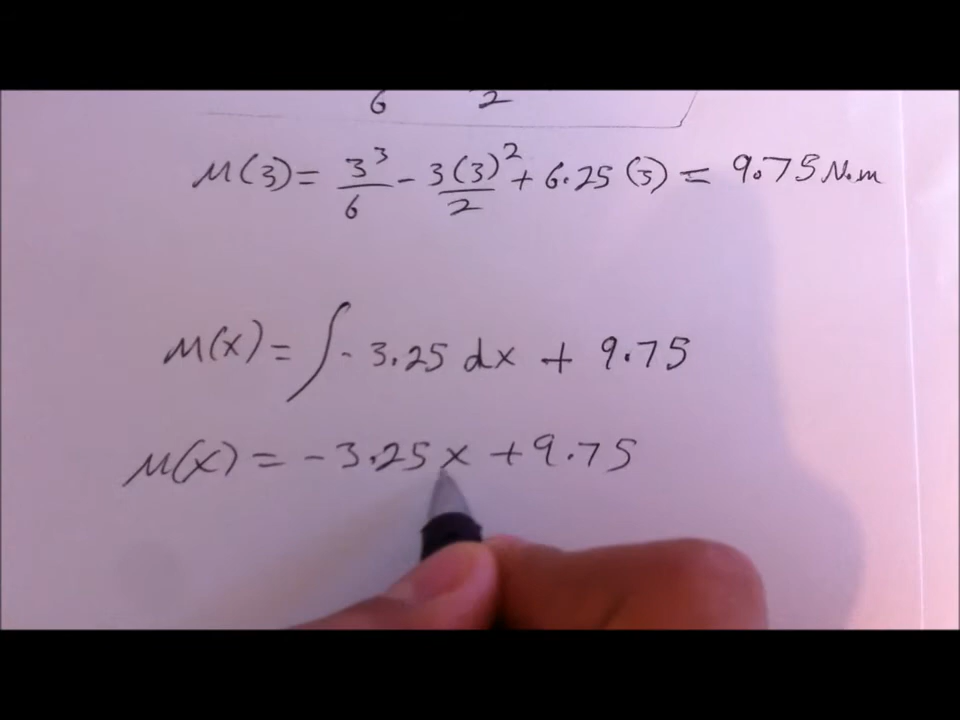 6 2
M(3) = 3³/6 - 3(3)²/2 + 6.25 (3) = 9.75 N.m
M(x) = ∫ - 3.25 dx + 9.75
M(x) = - 3.25x + 9.75